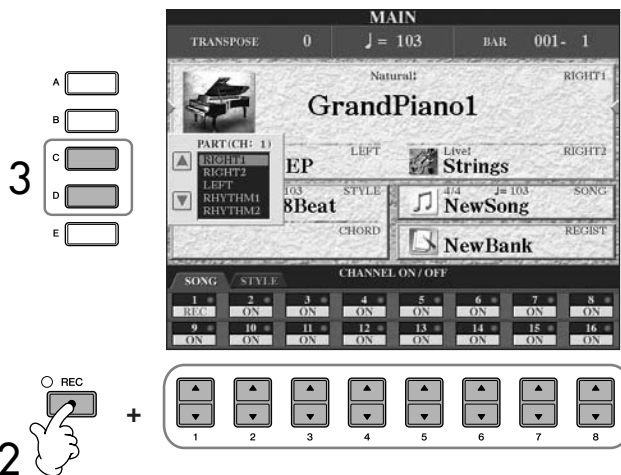 MAIN
TRANSPOSE 0 ♩= 103 BAR 001- 1
Natural! RIGHT1
GrandPiano1
PART(CH: 1)
RIGHT1
RIGHT2
LEFT
RHYTHM1
RHYTHM2
LEFT
EP
Live! RIGHT2
Strings
103 STYLE
8Beat
4/4 ♩= 103 SONG
NewSong
CHORD
REGIST
NewBank
SONG STYLE CHANNEL ON / OFF
1 2 3 4 5 6 7 8
REC ON ON ON ON ON ON ON
9 10 11 12 13 14 15 16
ON ON ON ON ON ON ON ON
A
B
C
D
E
3
REC
2
+
1 2 3 4 5 6 7 8